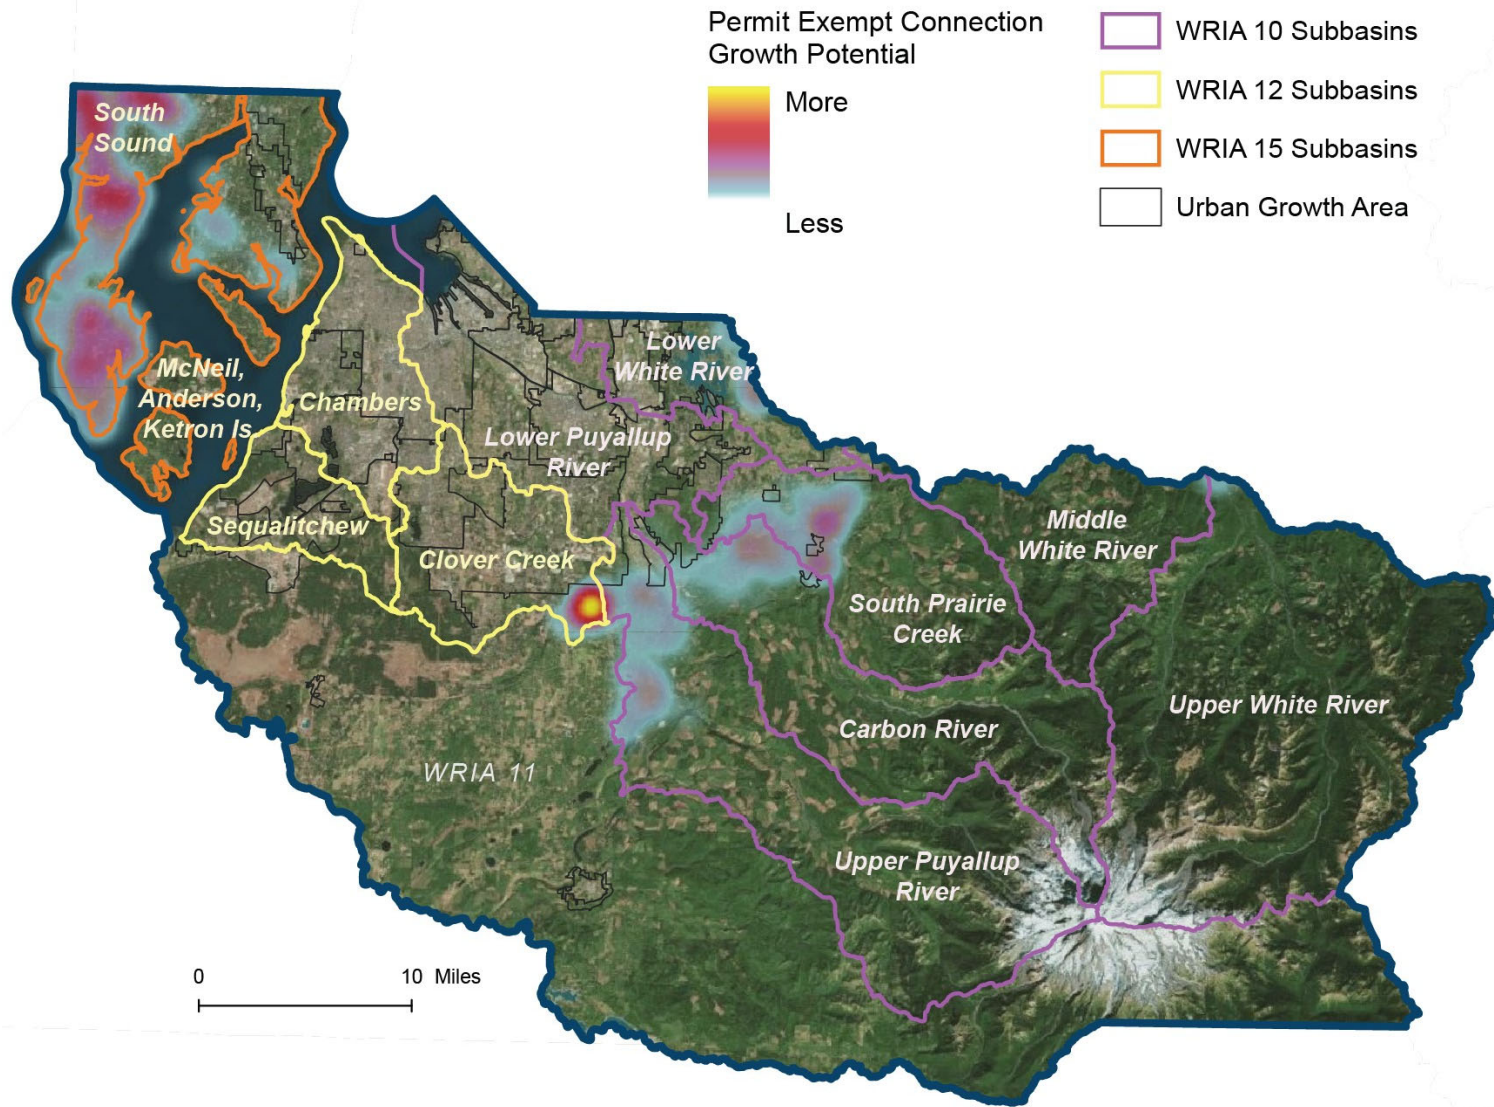 Permit Exempt Connection
Growth Potential
More
Less
WRIA 10 Subbasins
WRIA 12 Subbasins
WRIA 15 Subbasins
Urban Growth Area
South
Sound
McNeil,
Anderson,
Ketron Is.
Chambers
Lower
White River
Lower Puyallup
River
Sequalitchew
Clover Creek
Middle
White River
South Prairie
Creek
Upper White River
Carbon River
WRIA 11
Upper Puyallup
River
0 10 Miles